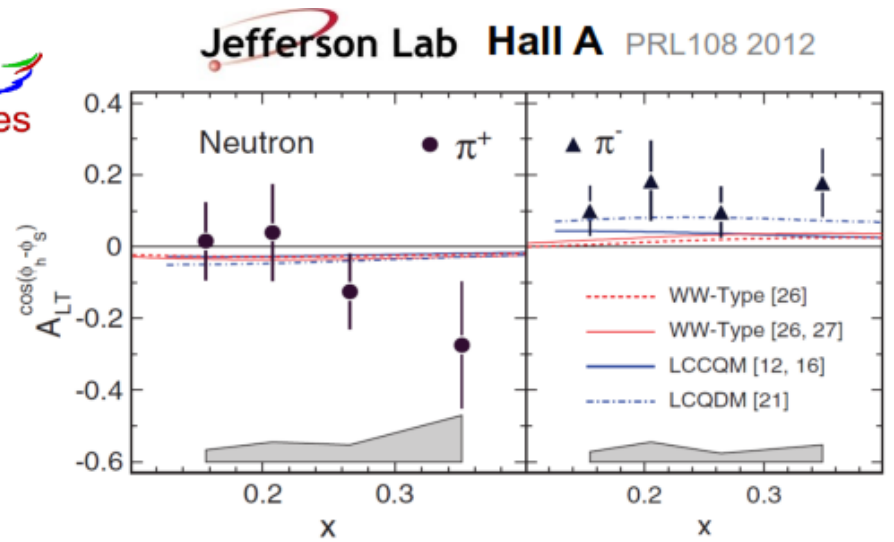 Jefferson Lab Hall A PRL108 2012
es
Neutron
π+
π-
A_LT^cos(ϕ_h-ϕ_S)
0.4
0.2
0
-0.2
-0.4
-0.6
WW-Type [26]
WW-Type [26, 27]
LCCQM [12, 16]
LCQDM [21]
0.2 0.3 0.2 0.3
x x